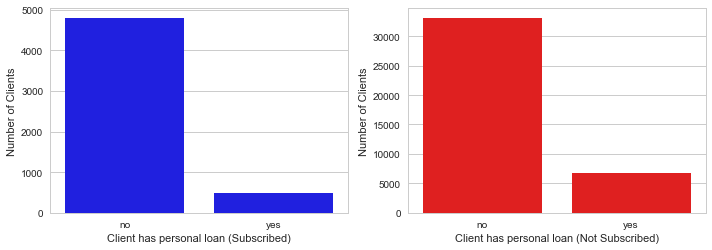 5000
4000
3000
2000
1000
0
Number of Clients
no yes
Client has personal loan (Subscribed)
30000
25000
20000
15000
10000
5000
0
Number of Clients
no yes
Client has personal loan (Not Subscribed)